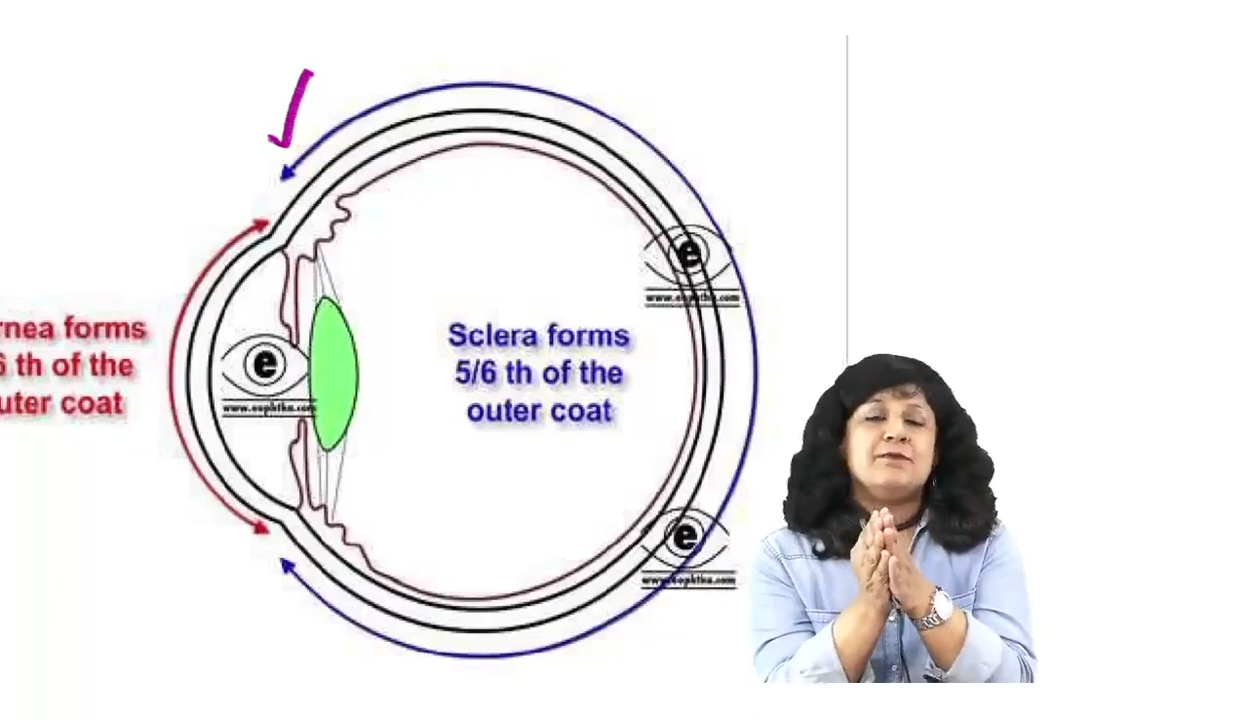 rnea forms
6 th of the
uter coat
Sclera forms
5/6 th of the
outer coat
e
www.eophtha.com
e
www.eophtha.com
e
www.eophtha.com